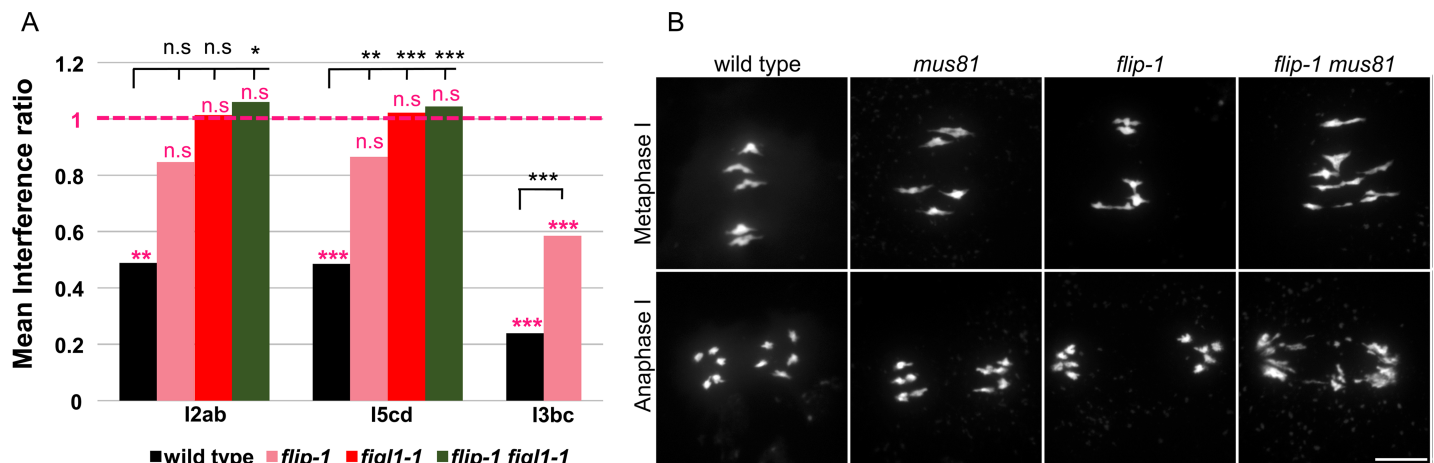 A
Mean Interference ratio
1.2
1
0.8
0.6
0.4
0.2
0
n.s n.s *
** *** ***
n.s n.s n.s
n.s n.s n.s
** *** ***
*** ***
I2ab I5cd I3bc
wild type flip-1 figl1-1 flip-1 figl1-1
B
wild type mus81 flip-1 flip-1 mus81
Metaphase I
Anaphase I